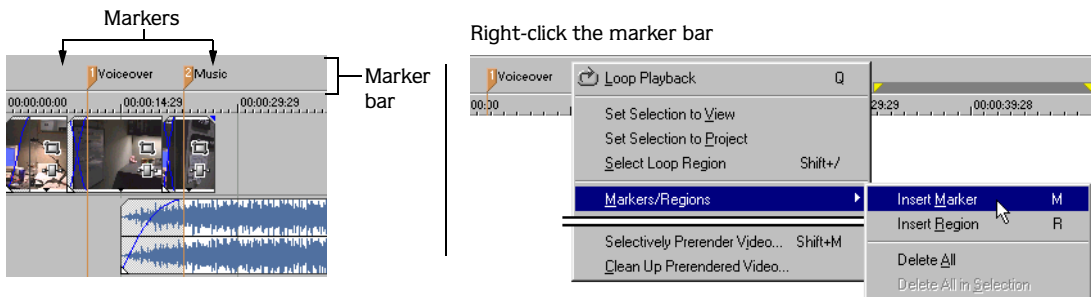 Markers
1 Voiceover 2 Music
Marker
bar
00:00:00:00 00:00:14:29 00:00:29:29
Right-click the marker bar
1 Voiceover
00:00 29:29 00:00:39:28
Loop Playback Q
Set Selection to View
Set Selection to Project
Select Loop Region Shift+/
Markers/Regions
Insert Marker M
Insert Region R
Delete All
Delete All in Selection
Selectively Prerender Video... Shift+M
Clean Up Prerendered Video...